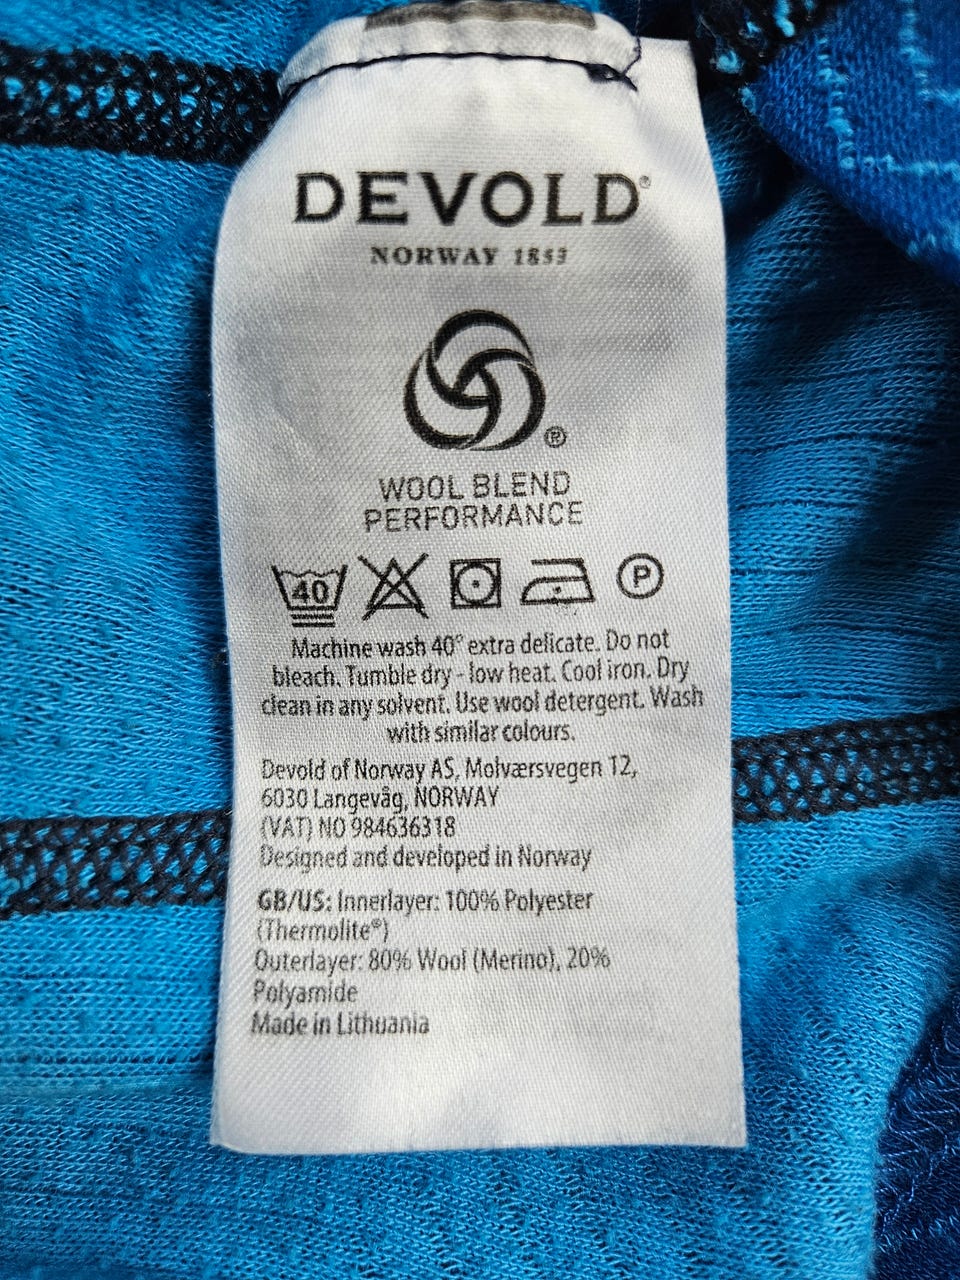 DEVOLD®
NORWAY 1853
®
WOOL BLEND
PERFORMANCE
40 P
Machine wash 40° extra delicate. Do not
bleach. Tumble dry - low heat. Cool iron. Dry
clean in any solvent. Use wool detergent. Wash
with similar colours.
Devold of Norway AS, Molværsvegen 12,
6030 Langevåg, NORWAY
(VAT) NO 984636318
Designed and developed in Norway
GB/US: Innerlayer: 100% Polyester
(Thermolite®)
Outerlayer: 80% Wool (Merino), 20%
Polyamide
Made in Lithuania